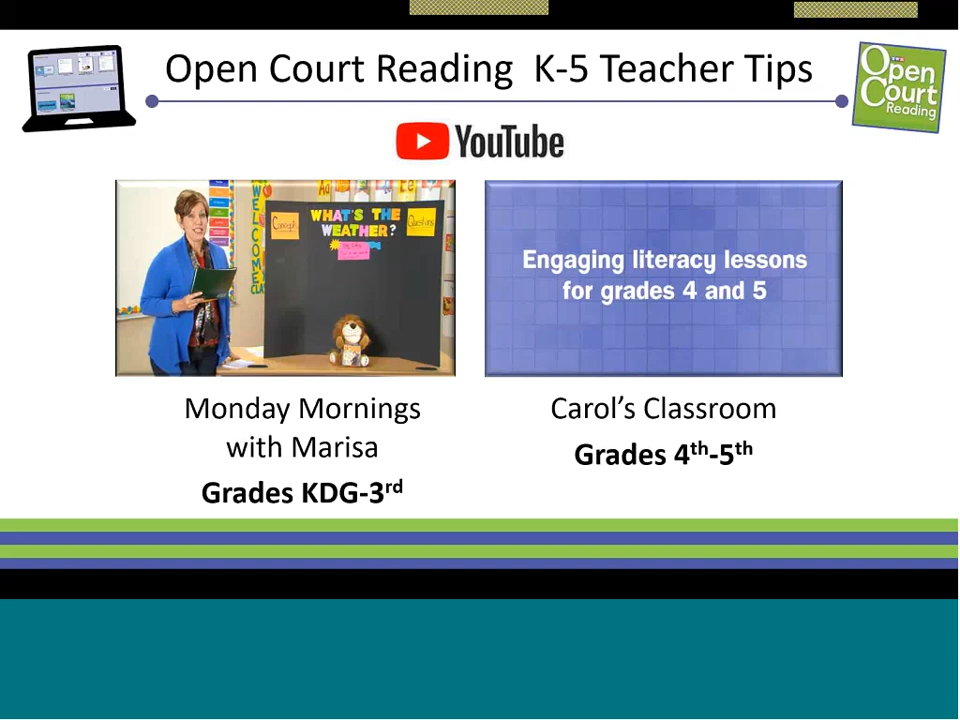 Open Court Reading K-5 Teacher Tips
Open
Court
Reading
YouTube
WELCOME
Concepts
WHAT'S THE
WEATHER?
Questions
Engaging literacy lessons
for grades 4 and 5
Monday Mornings
with Marisa
Grades KDG-3rd
Carol's Classroom
Grades 4th-5th